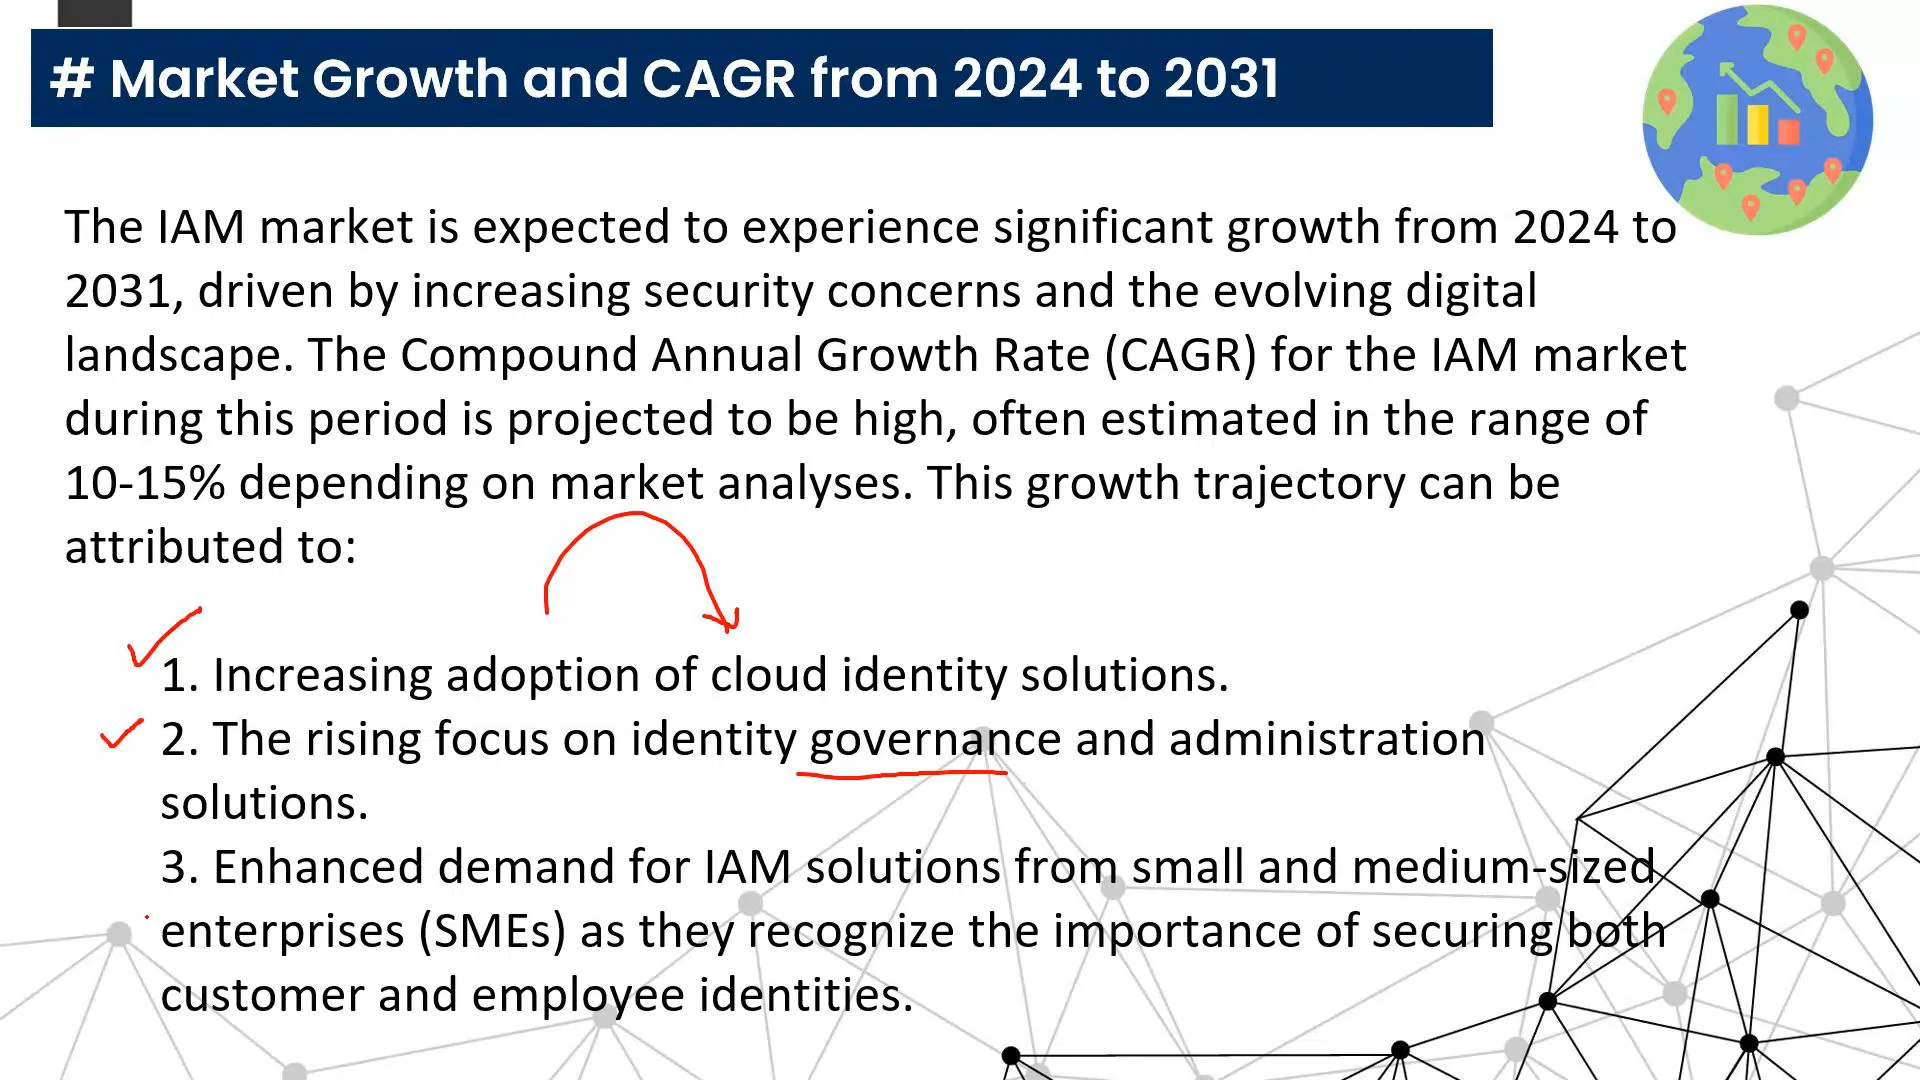 # Market Growth and CAGR from 2024 to 2031
The IAM market is expected to experience significant growth from 2024 to
2031, driven by increasing security concerns and the evolving digital
landscape. The Compound Annual Growth Rate (CAGR) for the IAM market
during this period is projected to be high, often estimated in the range of
10-15% depending on market analyses. This growth trajectory can be
attributed to:
1. Increasing adoption of cloud identity solutions.
2. The rising focus on identity governance and administration
solutions.
3. Enhanced demand for IAM solutions from small and medium-sized
enterprises (SMEs) as they recognize the importance of securing both
customer and employee identities.